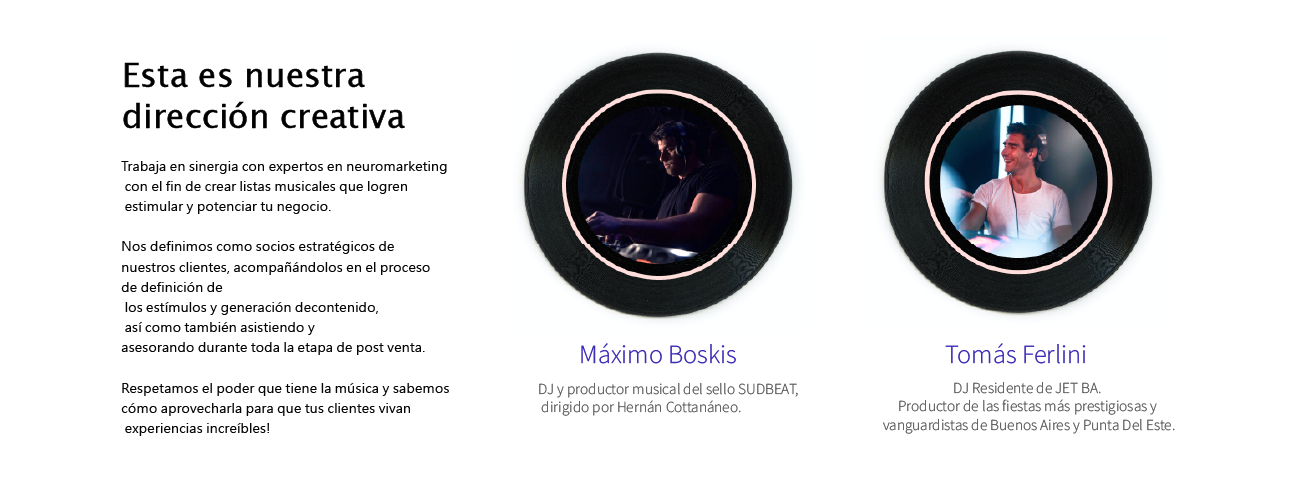 Esta es nuestra
dirección creativa
Trabaja en sinergia con expertos en neuromarketing
con el fin de crear listas musicales que logren
estimular y potenciar tu negocio.
Nos definimos como socios estratégicos de
nuestros clientes, acompañándolos en el proceso
de definición de
los estímulos y generación decontenido,
así como también asistiendo y
asesorando durante toda la etapa de post venta.
Respetamos el poder que tiene la música y sabemos
cómo aprovecharla para que tus clientes vivan
experiencias increíbles!
Máximo Boskis
DJ y productor musical del sello SUDBEAT,
dirigido por Hernán Cottanáneo.
Tomás Ferlini
DJ Residente de JET BA.
Productor de las fiestas más prestigiosas y
vanguardistas de Buenos Aires y Punta Del Este.